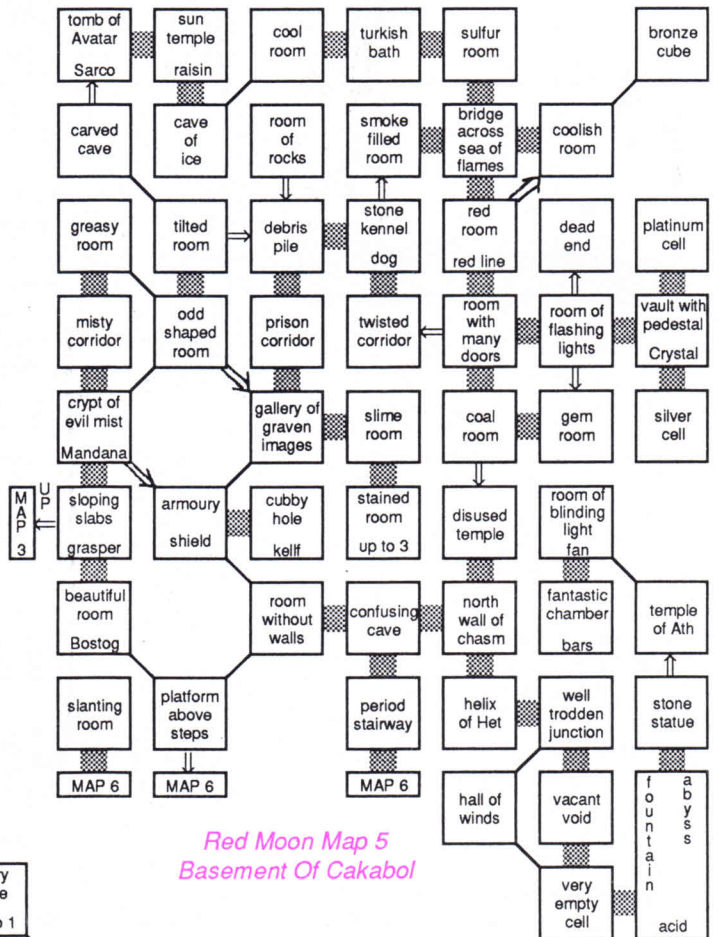 tomb of
Avatar
Sarco
sun
temple
raisin
cool
room
turkish
bath
sulfur
room
bronze
cube
carved
cave
cave
of
ice
room
of
rocks
smoke
filled
room
bridge
across
sea of
flames
coolish
room
greasy
room
tilted
room
debris
pile
stone
kennel
dog
red
room
red line
dead
end
platinum
cell
misty
corridor
odd
shaped
room
prison
corridor
twisted
corridor
room
with
many
doors
room of
flashing
lights
vault with
pedestal
Crystal
crypt of
evil mist
Mandana
gallery of
graven
images
slime
room
coal
room
gem
room
silver
cell
MAP 3
UP
sloping
slabs
grasper
armoury
shield
cubby
hole
kellf
stained
room
up to 3
disused
temple
room of
blinding
light
fan
beautiful
room
Bostog
room
without
walls
confusing
cave
north
wall of
chasm
fantastic
chamber
bars
temple
of Ath
slanting
room
platform
above
steps
period
stairway
helix
of Het
well
trodden
junction
stone
statue
MAP 6
MAP 6
MAP 6
hall of
winds
vacant
void
fountain
abyss
acid
very
empty
cell
Red Moon Map 5
Basement Of Cakabol